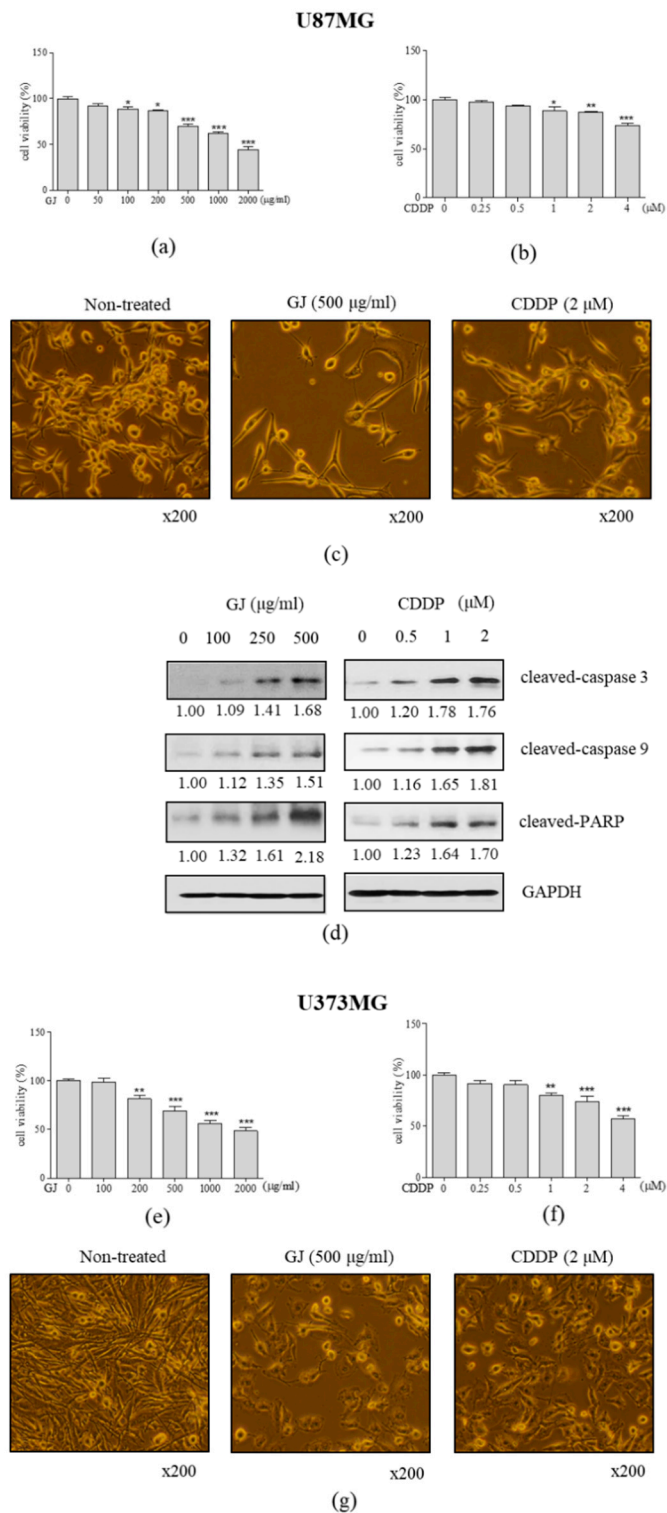 U87MG
150
100
50
0
cell viability (%)
* * *** *** ***
GJ 0 50 100 200 500 1000 2000 (μg/ml)
(a)
150
100
50
0
cell viability (%)
* ** ***
CDDP 0 0.25 0.5 1 2 4 (μM)
(b)
Non-treated GJ (500 μg/ml) CDDP (2 μM)
x200 x200 x200
(c)
GJ (μg/ml) CDDP (μM)
0 100 250 500 0 0.5 1 2
cleaved-caspase 3
1.00 1.09 1.41 1.68 1.00 1.20 1.78 1.76
cleaved-caspase 9
1.00 1.12 1.35 1.51 1.00 1.16 1.65 1.81
cleaved-PARP
1.00 1.32 1.61 2.18 1.00 1.23 1.64 1.70
GAPDH
(d)
U373MG
150
100
50
0
cell viability (%)
** *** *** ***
GJ 0 100 200 500 1000 2000 (μg/ml)
(e)
150
100
50
0
cell viability (%)
** *** ***
CDDP 0 0.25 0.5 1 2 4 (μM)
(f)
Non-treated GJ (500 μg/ml) CDDP (2 μM)
x200 x200 x200
(g)